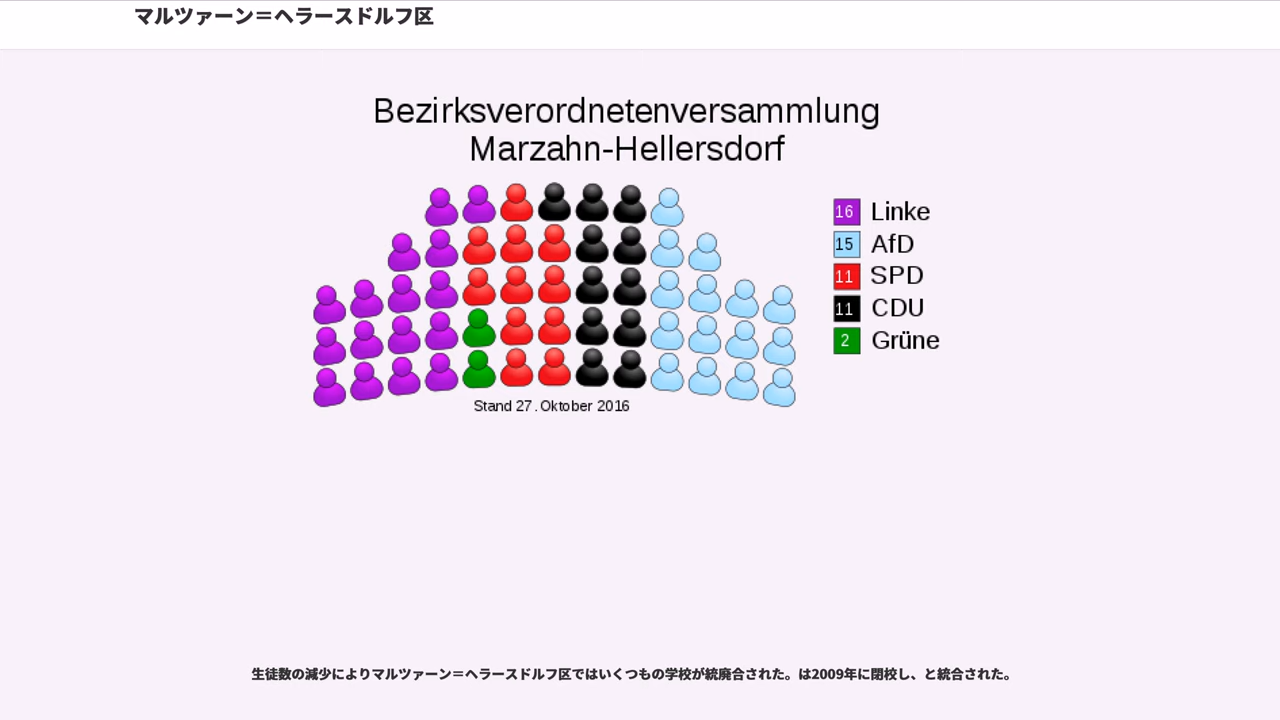 マルツァーン＝ヘラースドルフ区
Bezirksverordnetenversammlung
Marzahn-Hellersdorf
16 Linke
15 AfD
11 SPD
11 CDU
2 Grüne
Stand 27. Oktober 2016
生徒数の減少によりマルツァーン＝ヘラースドルフ区ではいくつもの学校が統廃合された。は2009年に閉校し、と統合された。